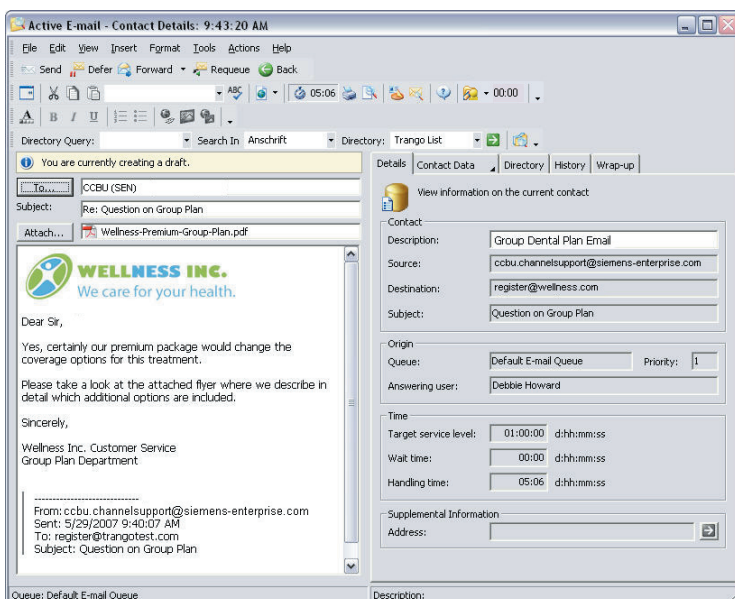 Active E-mail - Contact Details: 9:43:20 AM
File Edit View Insert Format Tools Actions Help
Send Defer Forward Requeue Back
ABC 05:06 00:00
A B I U
Directory Query: Search In Anschrift Directory: Trango List
You are currently creating a draft.
To... CCBU (SEN)
Subject: Re: Question on Group Plan
Attach... Wellness-Premium-Group-Plan.pdf
WELLNESS INC.
We care for your health.
Dear Sir,
Yes, certainly our premium package would change the
coverage options for this treatment.
Please take a look at the attached flyer where we describe in
detail which additional options are included.
Sincerely,
Wellness Inc. Customer Service
Group Plan Department
----------------------------
From: ccbu.channelsupport@siemens-enterprise.com
Sent: 5/29/2007 9:40:07 AM
To: register@trangotest.com
Subject: Question on Group Plan
Details Contact Data Directory History Wrap-up
View information on the current contact
Contact
Description: Group Dental Plan Email
Source: ccbu.channelsupport@siemens-enterprise.com
Destination: register@wellness.com
Subject: Question on Group Plan
Origin
Queue: Default E-mail Queue Priority: 1
Answering user: Debbie Howard
Time
Target service level: 01:00:00 d:hh:mm:ss
Wait time: 00:00 d:hh:mm:ss
Handling time: 05:06 d:hh:mm:ss
Supplemental Information
Address:
Queue: Default E-mail Queue Description: